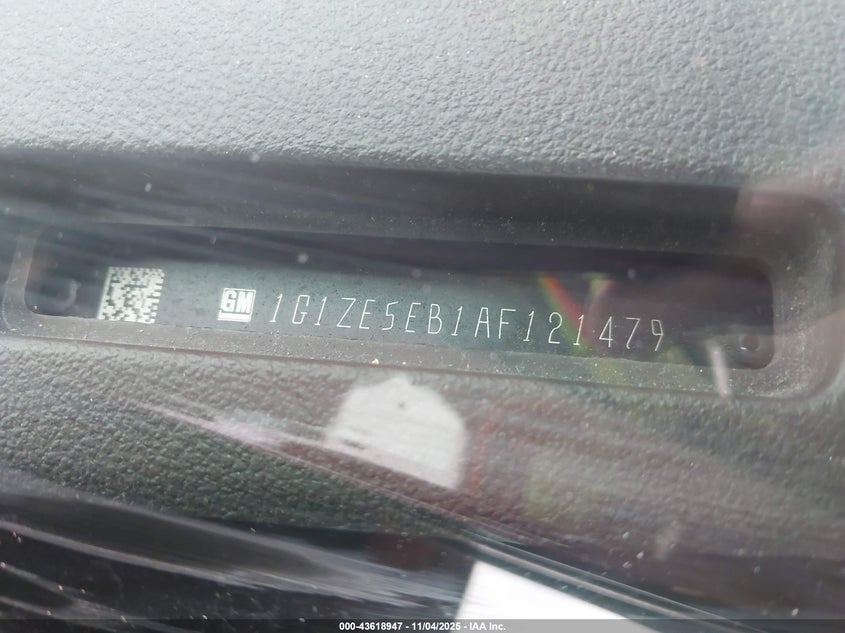 GM 1G1ZE5EB1AF121479
000-43618947 - 11/04/2025 - IAA Inc.